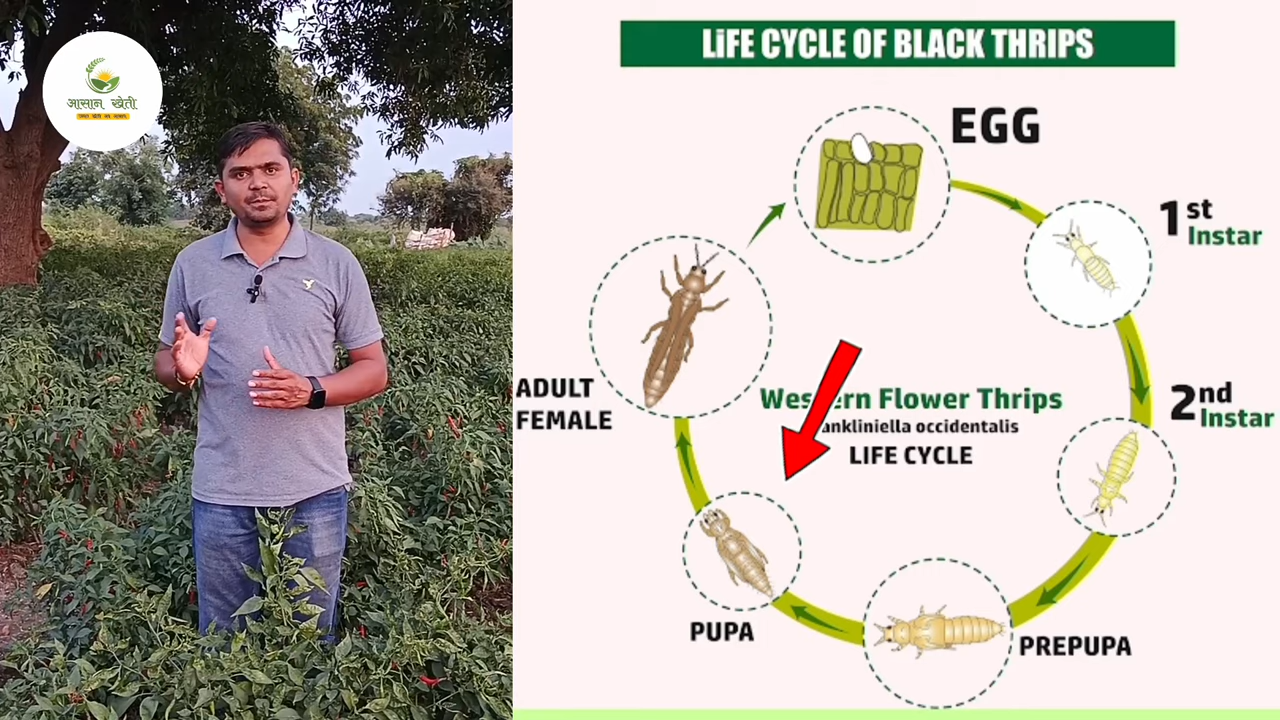 आसान खेती
LiFE CYCLE OF BLACK THRIPS
EGG
1st
Instar
2nd
Instar
PREPUPA
PUPA
ADULT
FEMALE
Western Flower Thrips
occidentalis
LIFE CYCLE